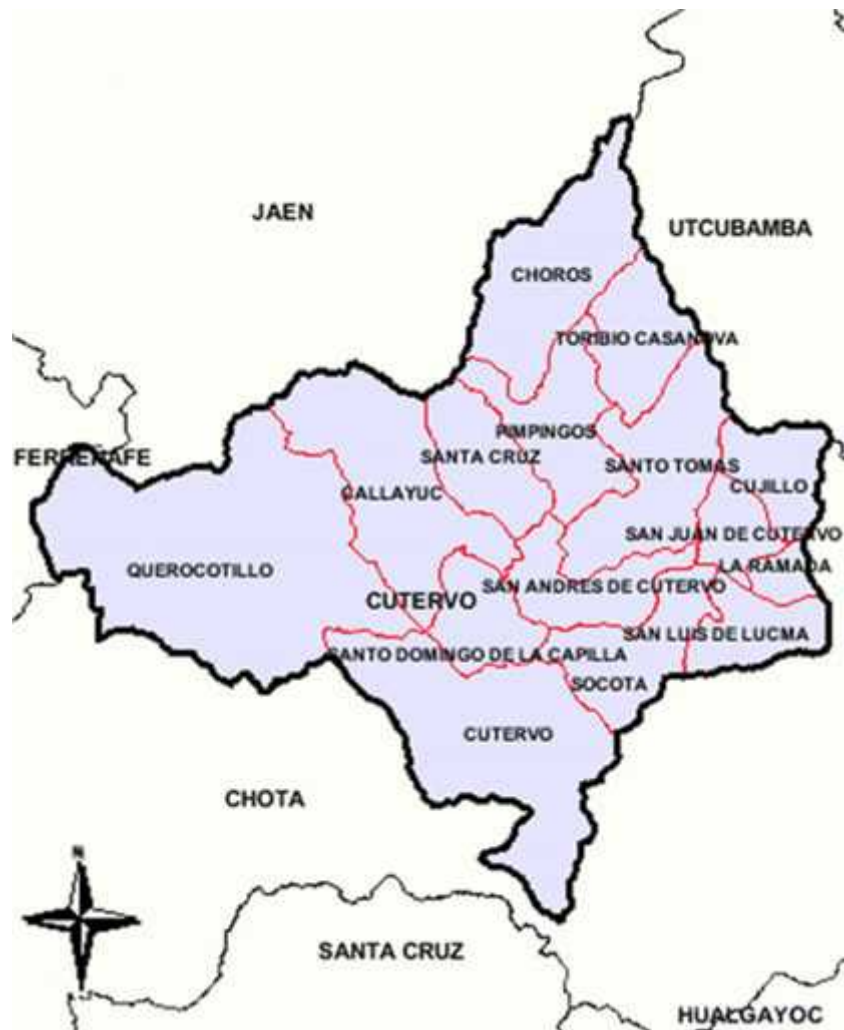 JAEN
UTCUBAMBA
CHOROS
TORIBIO CASANOVA
PIMPINGOS
SANTA CRUZ
SANTO TOMAS
FERREÑAFE
CALLAYUC
CUJILLO
SAN JUAN DE CUTERVO
LA RAMADA
QUEROCOTILLO
SAN ANDRES DE CUTERVO
CUTERVO
SAN LUIS DE LUCMA
SANTO DOMINGO DE LA CAPILLA
SOCOTA
CUTERVO
CHOTA
N
SANTA CRUZ
HUALGAYOC